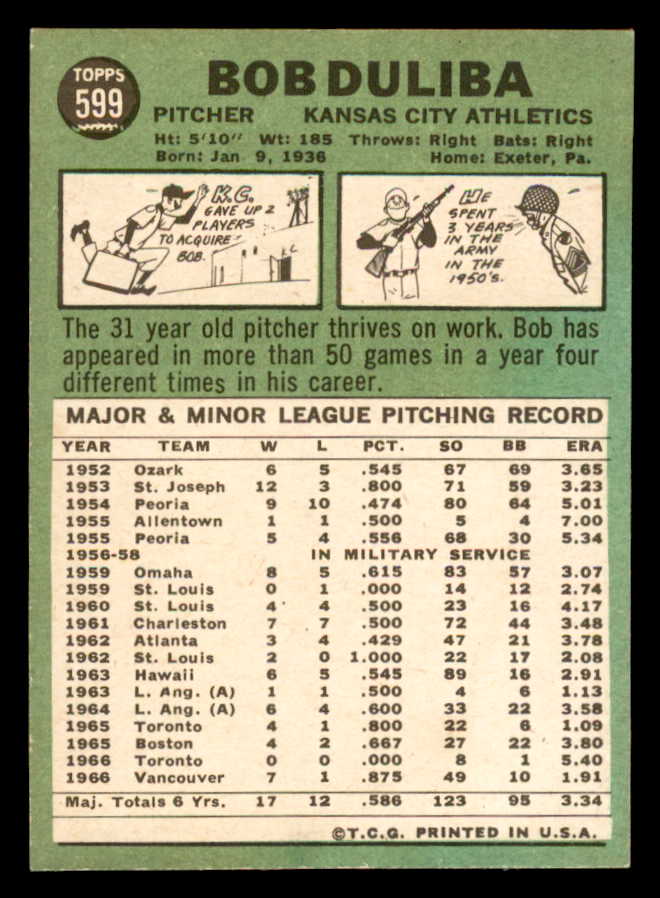 TOPPS
599
BOB DULIBA
PITCHER KANSAS CITY ATHLETICS
Ht: 5'10" Wt: 185 Throws: Right Bats: Right
Born: Jan 9, 1936 Home: Exeter, Pa.
K.C.
GAVE UP 2
PLAYERS
TO ACQUIRE
BOB.
HE
SPENT
3 YEARS
IN THE
ARMY
IN THE
1950's.
The 31 year old pitcher thrives on work. Bob has
appeared in more than 50 games in a year four
different times in his career.
MAJOR & MINOR LEAGUE PITCHING RECORD
YEAR TEAM W L PCT. SO BB ERA
1952 Ozark 6 5 .545 67 69 3.65
1953 St. Joseph 12 3 .800 71 59 3.23
1954 Peoria 9 10 .474 80 64 5.01
1955 Allentown 1 1 .500 5 4 7.00
1955 Peoria 5 4 .556 68 30 5.34
1956-58 IN MILITARY SERVICE
1959 Omaha 8 5 .615 83 57 3.07
1959 St. Louis 0 1 .000 14 12 2.74
1960 St. Louis 4 4 .500 23 16 4.17
1961 Charleston 7 7 .500 72 44 3.48
1962 Atlanta 3 4 .429 47 21 3.78
1962 St. Louis 2 0 1.000 22 17 2.08
1963 Hawaii 6 5 .545 89 16 2.91
1963 L. Ang. (A) 1 1 .500 4 6 1.13
1964 L. Ang. (A) 6 4 .600 33 22 3.58
1965 Toronto 4 1 .800 22 6 1.09
1965 Boston 4 2 .667 27 22 3.80
1966 Toronto 0 0 .000 8 1 5.40
1966 Vancouver 7 1 .875 49 10 1.91
Maj. Totals 6 Yrs. 17 12 .586 123 95 3.34
©T.C.G. PRINTED IN U.S.A.